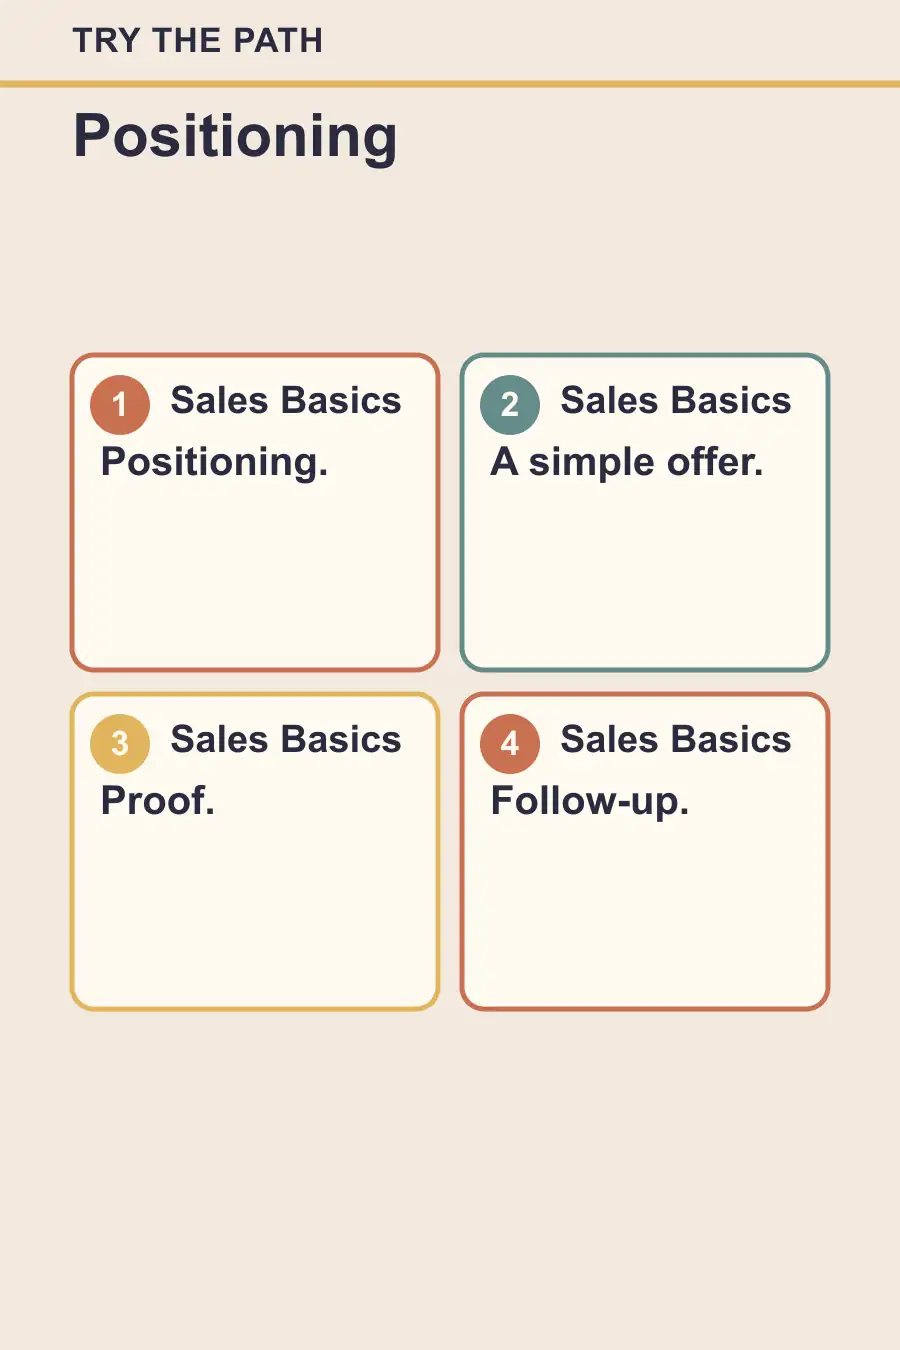 TRY THE PATH
Positioning
1 Sales Basics
Positioning.
2 Sales Basics
A simple offer.
3 Sales Basics
Proof.
4 Sales Basics
Follow-up.